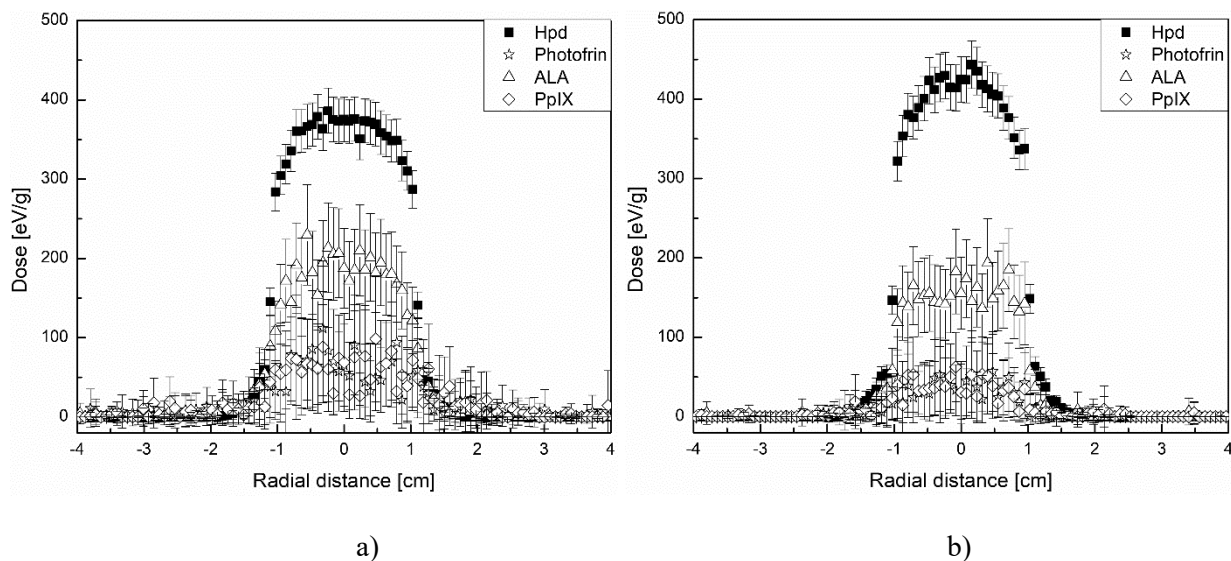 500
400
300
200
100
0
Dose [eV/g]
Hpd
Photofrin
ALA
PpIX
-4 -3 -2 -1 0 1 2 3 4
Radial distance [cm]
a)
500
400
300
200
100
0
Dose [eV/g]
Hpd
Photofrin
ALA
PpIX
-4 -3 -2 -1 0 1 2 3 4
Radial distance [cm]
b)